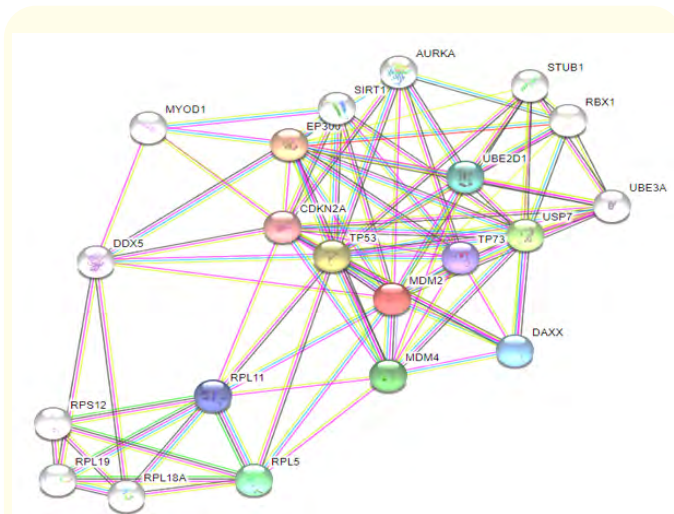 AURKA
STUB1
SIRT1
RBX1
MYOD1
EP300
UBE2D1
UBE3A
CDKN2A
USP7
TP53
TP73
DDX5
MDM2
DAXX
MDM4
RPL11
RPS12
RPL19
RPL5
RPL18A